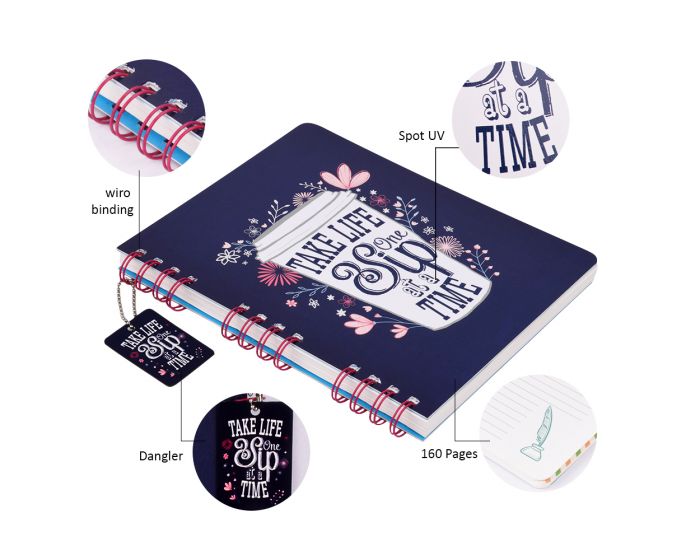 at a
TIME
Spot UV
wiro
binding
TAKE LIFE
One
Sip
at a
TIME
TAKE LIFE
One
Sip
at a
TIME
TAKE LIFE
One
Sip
at a
TIME
Dangler
160 Pages